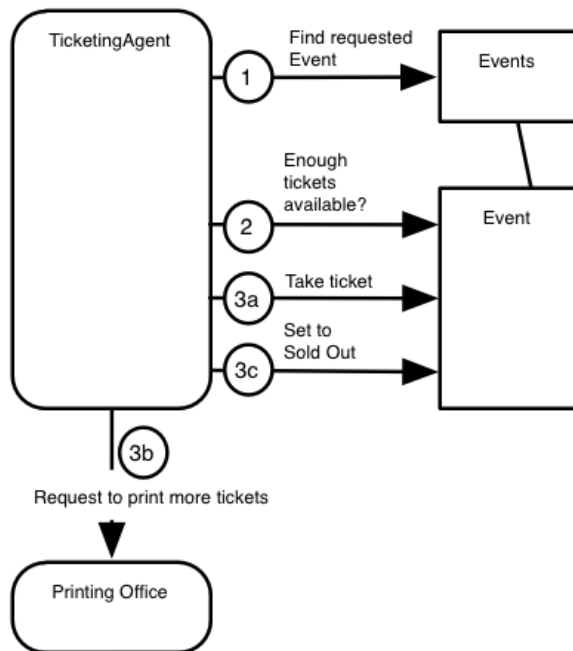 TicketingAgent
Find requested
Event
1
Events
Enough
tickets
available?
2
Event
3a
Take ticket
Set to
Sold Out
3c
3b
Request to print more tickets
Printing Office